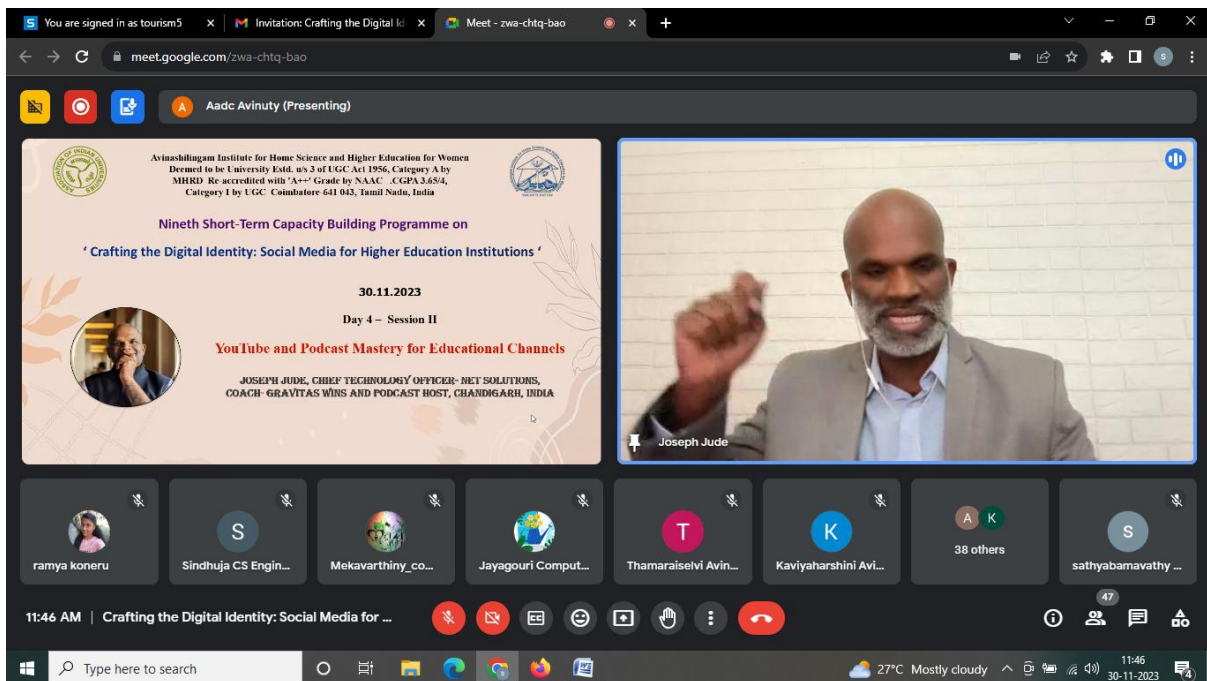 You are signed in as tourism5
Invitation: Crafting the Digital Id
Meet - zwa-chtq-bao
meet.google.com/zwa-chtq-bao
S
A
Aadc Avinuty (Presenting)
Avinashilingam Institute for Home Science and Higher Education for Women
Deemed to be University Estd. u/s 3 of UGC Act 1956, Category A by
MHRD Re-accredited with 'A++' Grade by NAAC .CGPA 3.65/4,
Category I by UGC Coimbatore 641 043, Tamil Nadu, India
Nineth Short-Term Capacity Building Programme on
‘ Crafting the Digital Identity: Social Media for Higher Education Institutions ‘
30.11.2023
Day 4 – Session II
YouTube and Podcast Mastery for Educational Channels
JOSEPH JUDE, CHIEF TECHNOLOGY OFFICER- NET SOLUTIONS,
COACH- GRAVITAS WINS AND PODCAST HOST, CHANDIGARH, INDIA
Joseph Jude
S
T
K
A K
S
ramya koneru
Sindhuja CS Engin...
Mekavarthiny_co...
Jayagouri Comput...
Thamaraiselvi Avin...
Kaviyaharshini Avi...
38 others
sathyabamavathy ...
11:46 AM | Crafting the Digital Identity: Social Media for ...
CC
47
Type here to search
27°C Mostly cloudy
11:46
30-11-2023
4